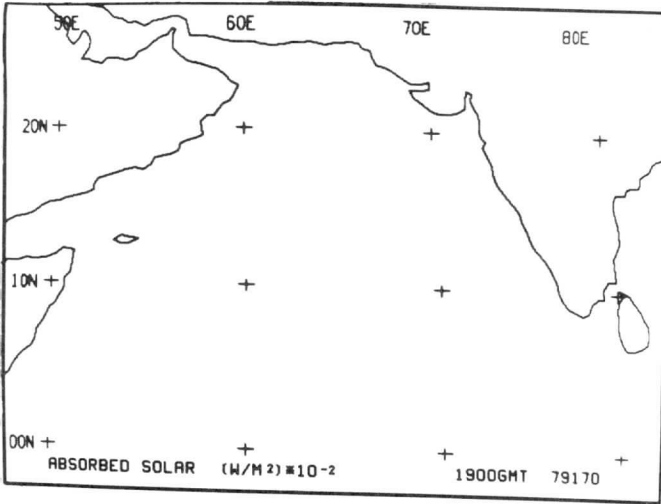 50E 60E 70E 80E
20N
10N
00N
ABSORBED SOLAR (W/M²)*10⁻² 1900GMT 79170